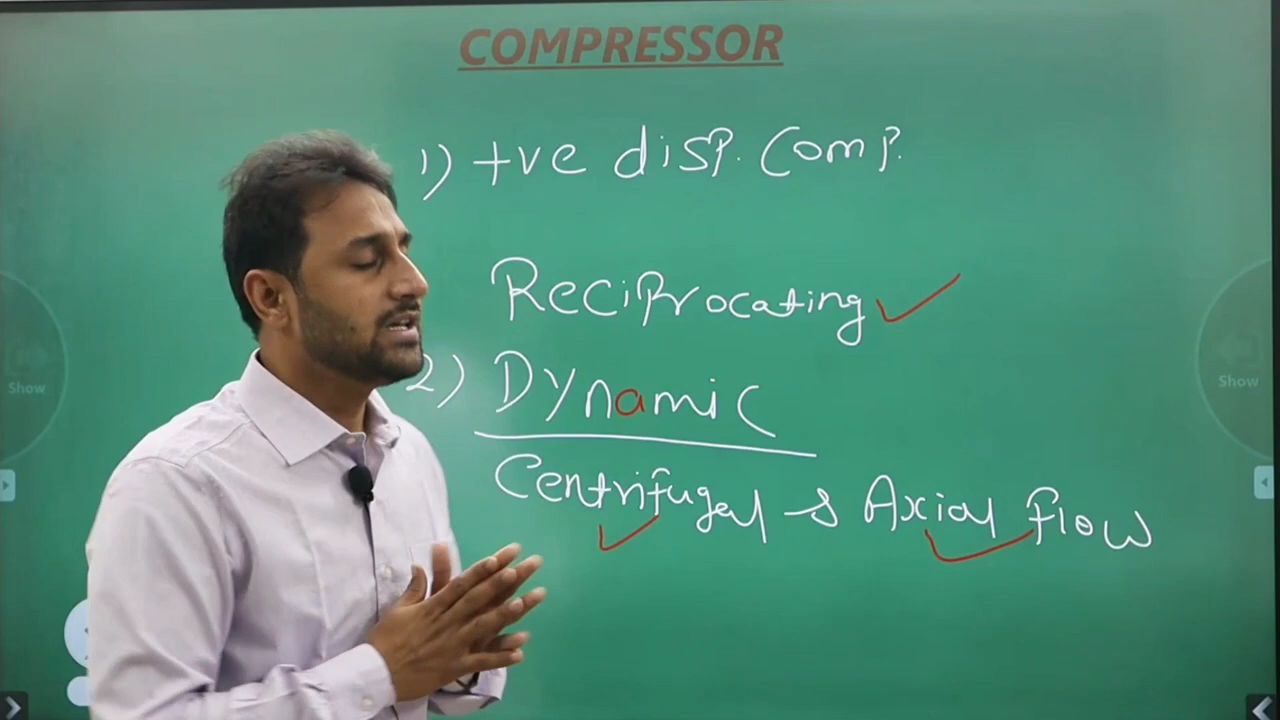 COMPRESSOR
1) +ve disp. Comp.
Reciprocating
2) Dynamic
Centrifugal & Axial flow
Show
Show